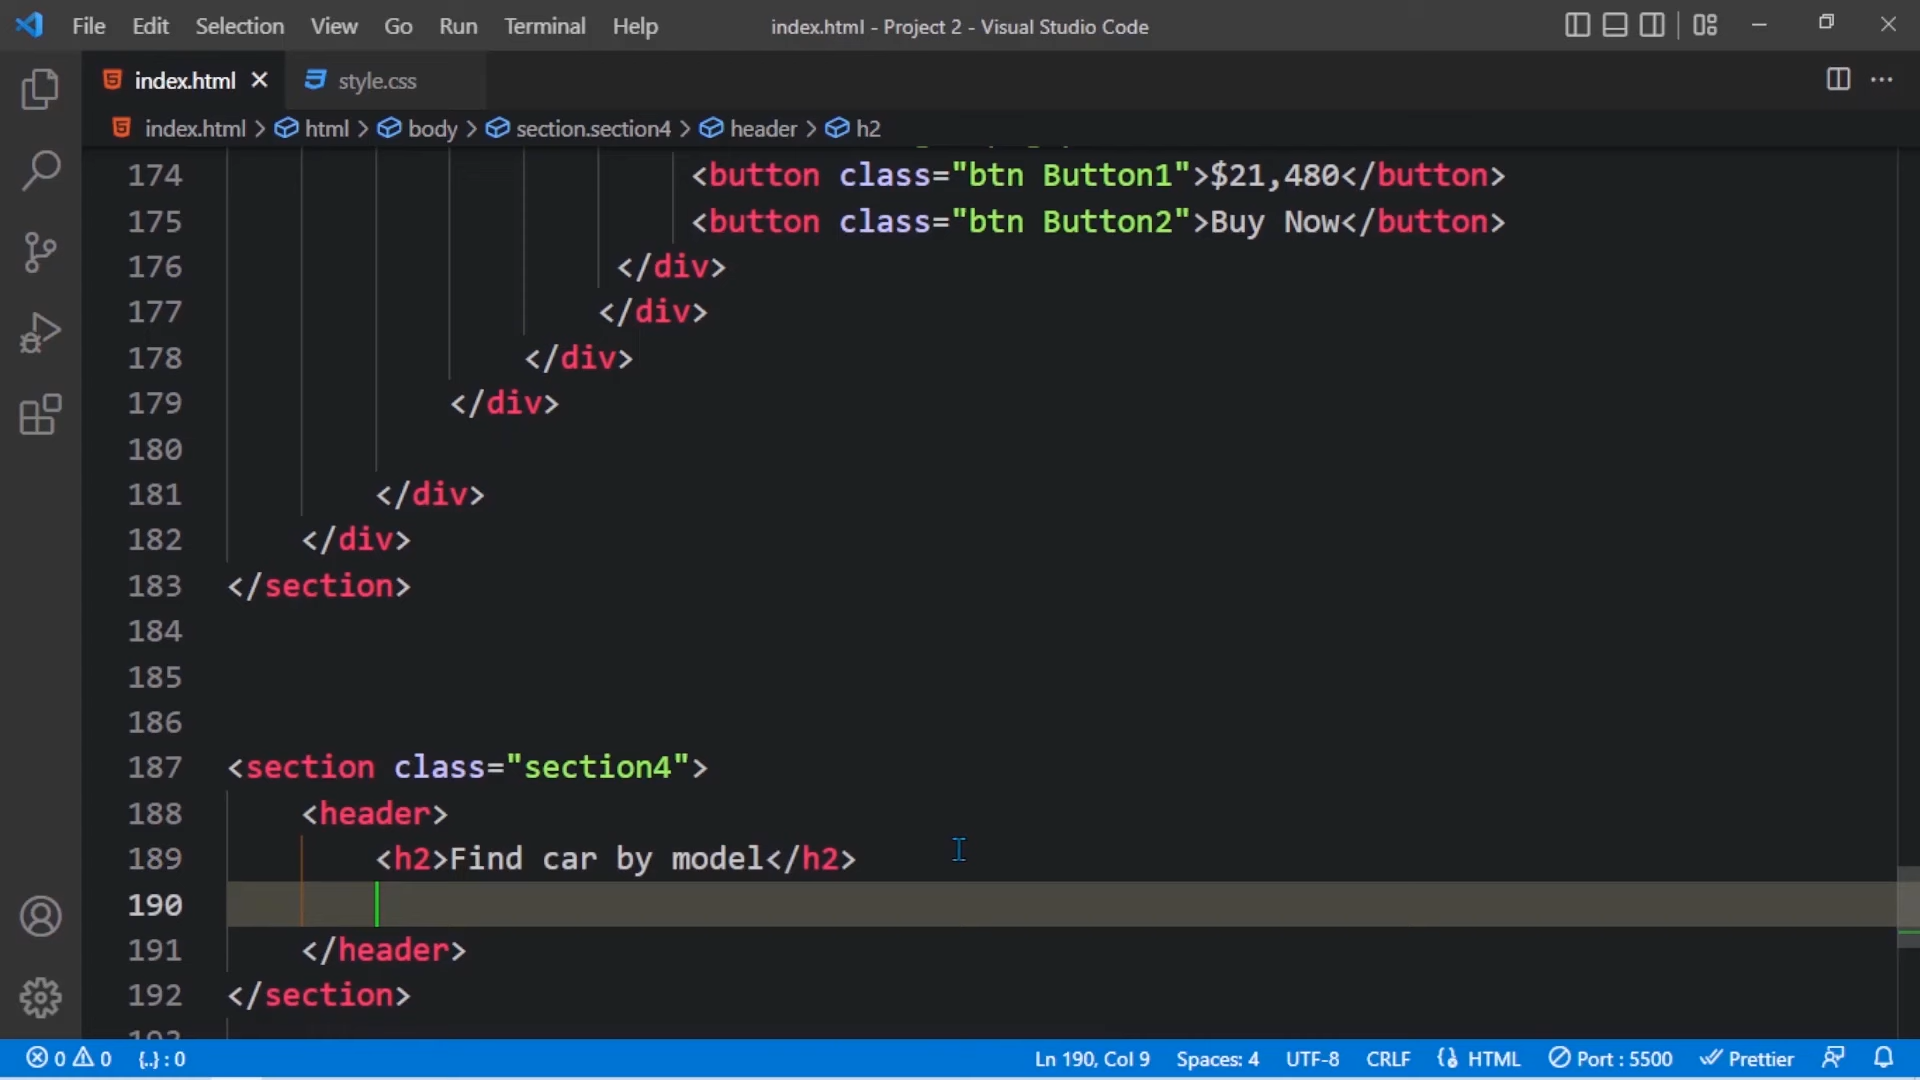 File Edit Selection View Go Run Terminal Help index.html - Project 2 - Visual Studio Code
index.html style.css
index.html > html > body > section.section4 > header > h2
174 <button class="btn Button1">$21,480</button>
175 <button class="btn Button2">Buy Now</button>
176 </div>
177 </div>
178 </div>
179 </div>
180
181 </div>
182 </div>
183 </section>
184
185
186
187 <section class="section4">
188 <header>
189 <h2>Find car by model</h2>
190
191 </header>
192 </section>
0 0 {..} : 0 Ln 190, Col 9 Spaces: 4 UTF-8 CRLF HTML Port : 5500 Prettier